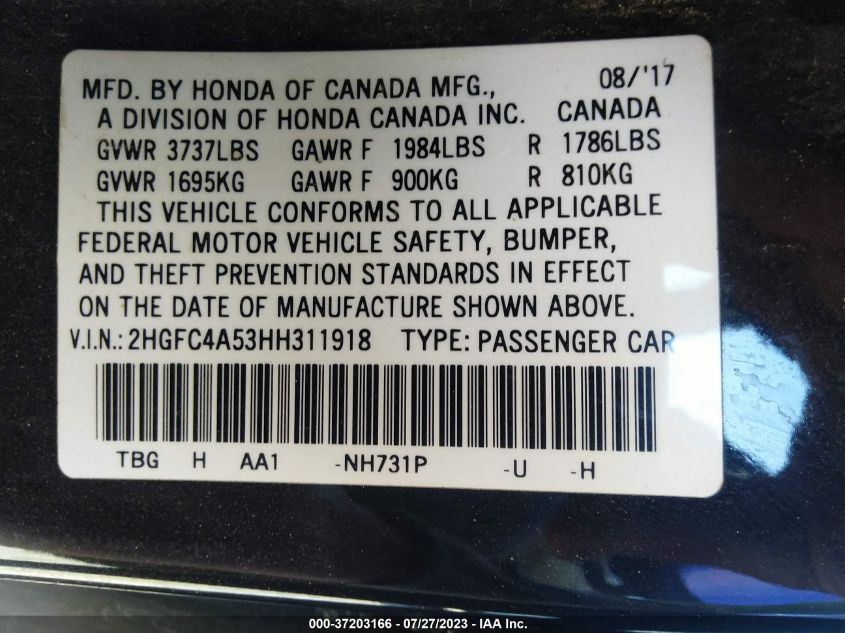 MFD. BY HONDA OF CANADA MFG., 08/'17
A DIVISION OF HONDA CANADA INC. CANADA
GVWR 3737LBS GAWR F 1984LBS R 1786LBS
GVWR 1695KG GAWR F 900KG R 810KG
THIS VEHICLE CONFORMS TO ALL APPLICABLE
FEDERAL MOTOR VEHICLE SAFETY, BUMPER,
AND THEFT PREVENTION STANDARDS IN EFFECT
ON THE DATE OF MANUFACTURE SHOWN ABOVE.
V.I.N.: 2HGFC4A53HH311918 TYPE: PASSENGER CAR
TBG H AA1 -NH731P -U -H
000-37203166 - 07/27/2023 - IAA Inc.